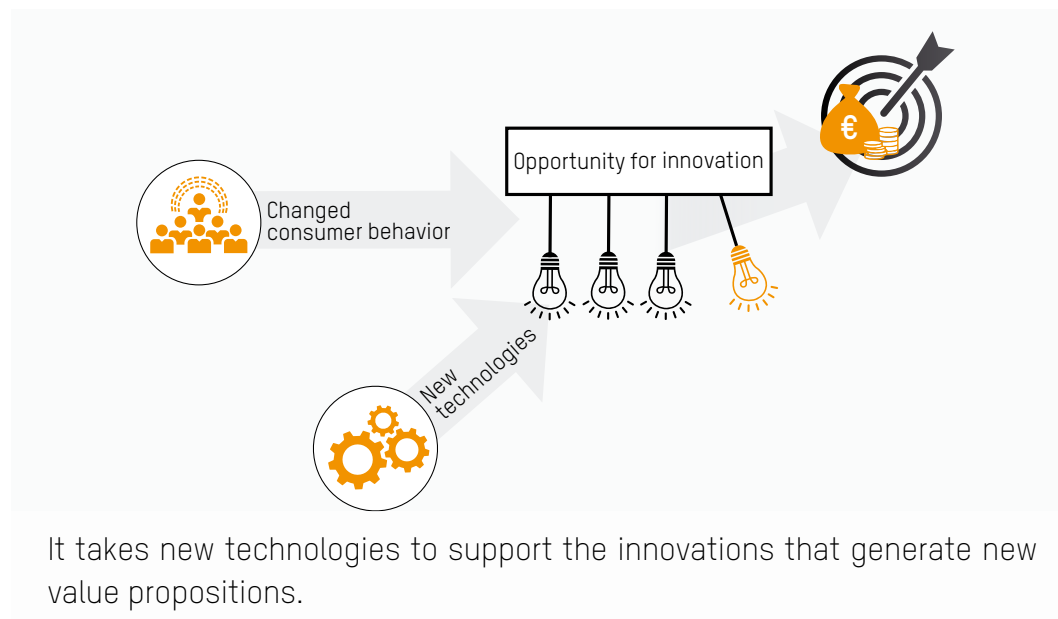 Opportunity for innovation
Changed
consumer behavior
New
technologies
€
It takes new technologies to support the innovations that generate new
value propositions.